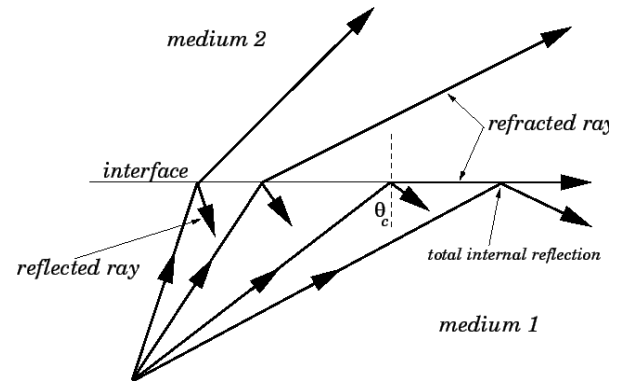 medium 2
refracted ray
interface
θc
total internal reflection
reflected ray
medium 1